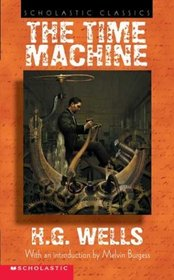 SCHOLASTIC CLASSICS
THE TIME
MACHINE
H.G. WELLS
With an Introduction by Melvin Burgess
SCHOLASTIC